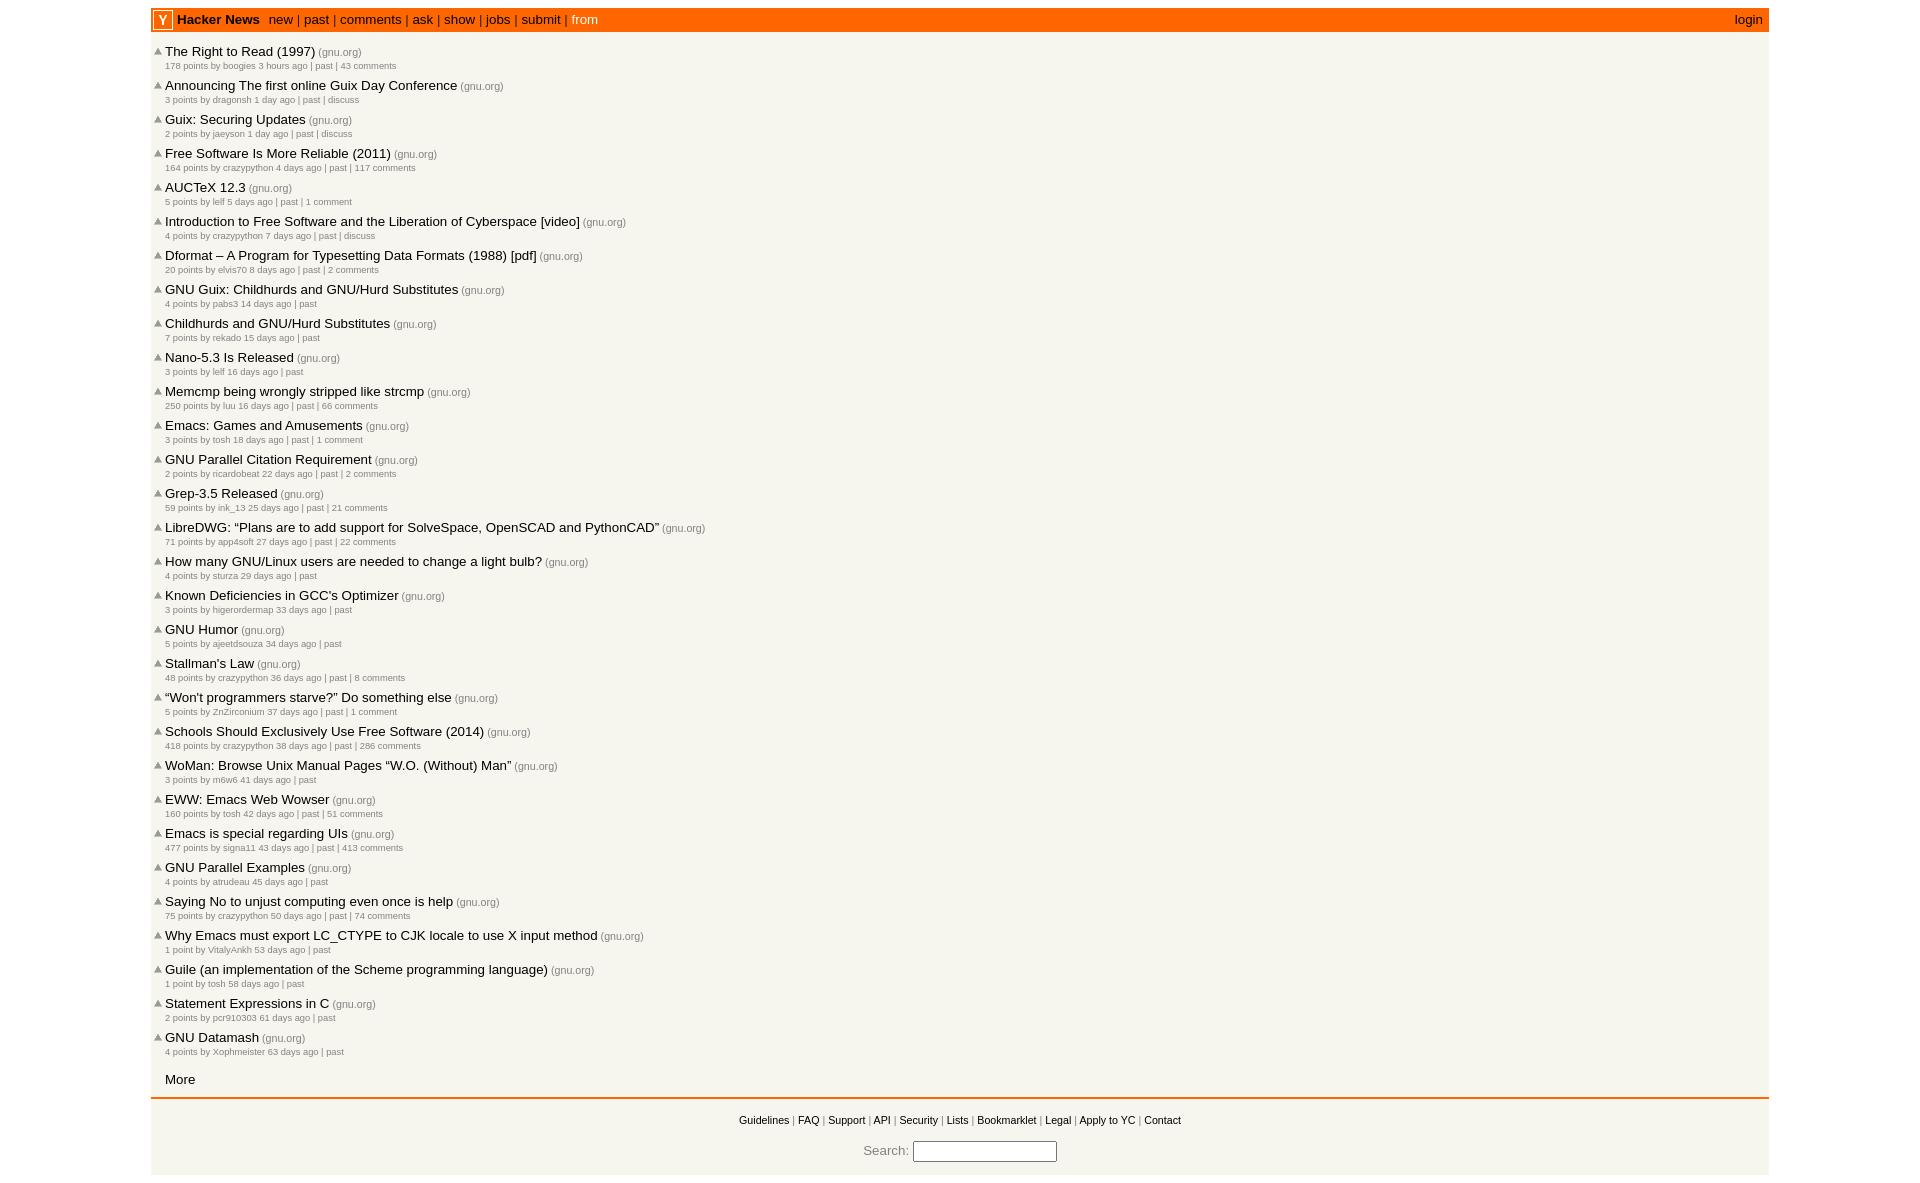 Y Hacker News new | past | comments | ask | show | jobs | submit | from login
The Right to Read (1997) (gnu.org)
178 points by boogies 3 hours ago | past | 43 comments
Announcing The first online Guix Day Conference (gnu.org)
3 points by dragonsh 1 day ago | past | discuss
Guix: Securing Updates (gnu.org)
2 points by jaeyson 1 day ago | past | discuss
Free Software Is More Reliable (2011) (gnu.org)
164 points by crazypython 4 days ago | past | 117 comments
AUCTeX 12.3 (gnu.org)
5 points by lelf 5 days ago | past | 1 comment
Introduction to Free Software and the Liberation of Cyberspace [video] (gnu.org)
4 points by crazypython 7 days ago | past | discuss
Dformat – A Program for Typesetting Data Formats (1988) [pdf] (gnu.org)
20 points by elvis70 8 days ago | past | 2 comments
GNU Guix: Childhurds and GNU/Hurd Substitutes (gnu.org)
4 points by pabs3 14 days ago | past
Childhurds and GNU/Hurd Substitutes (gnu.org)
7 points by rekado 15 days ago | past
Nano-5.3 Is Released (gnu.org)
3 points by lelf 16 days ago | past
Memcmp being wrongly stripped like strcmp (gnu.org)
250 points by luu 16 days ago | past | 66 comments
Emacs: Games and Amusements (gnu.org)
3 points by tosh 18 days ago | past | 1 comment
GNU Parallel Citation Requirement (gnu.org)
2 points by ricardobeat 22 days ago | past | 2 comments
Grep-3.5 Released (gnu.org)
59 points by ink_13 25 days ago | past | 21 comments
LibreDWG: “Plans are to add support for SolveSpace, OpenSCAD and PythonCAD” (gnu.org)
71 points by app4soft 27 days ago | past | 22 comments
How many GNU/Linux users are needed to change a light bulb? (gnu.org)
4 points by sturza 29 days ago | past
Known Deficiencies in GCC's Optimizer (gnu.org)
3 points by higerordermap 33 days ago | past
GNU Humor (gnu.org)
5 points by ajeetdsouza 34 days ago | past
Stallman's Law (gnu.org)
48 points by crazypython 36 days ago | past | 8 comments
“Won't programmers starve?” Do something else (gnu.org)
5 points by ZnZirconium 37 days ago | past | 1 comment
Schools Should Exclusively Use Free Software (2014) (gnu.org)
418 points by crazypython 38 days ago | past | 286 comments
WoMan: Browse Unix Manual Pages “W.O. (Without) Man” (gnu.org)
3 points by m6w6 41 days ago | past
EWW: Emacs Web Wowser (gnu.org)
160 points by tosh 42 days ago | past | 51 comments
Emacs is special regarding UIs (gnu.org)
477 points by signa11 43 days ago | past | 413 comments
GNU Parallel Examples (gnu.org)
4 points by atrudeau 45 days ago | past
Saying No to unjust computing even once is help (gnu.org)
75 points by crazypython 50 days ago | past | 74 comments
Why Emacs must export LC_CTYPE to CJK locale to use X input method (gnu.org)
1 point by VitalyAnkh 53 days ago | past
Guile (an implementation of the Scheme programming language) (gnu.org)
1 point by tosh 58 days ago | past
Statement Expressions in C (gnu.org)
2 points by pcr910303 61 days ago | past
GNU Datamash (gnu.org)
4 points by Xophmeister 63 days ago | past
More
Guidelines | FAQ | Support | API | Security | Lists | Bookmarklet | Legal | Apply to YC | Contact
Search: